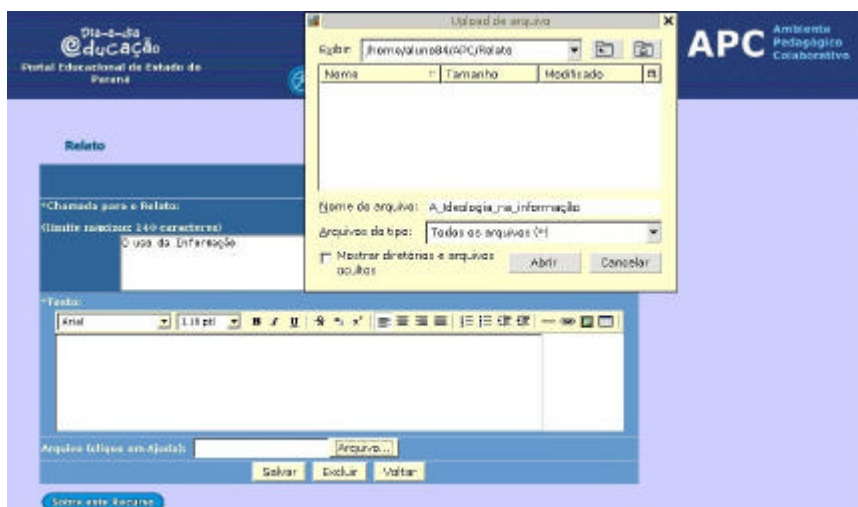 Dia-a-dia
@educação
Portal Educacional do Estado do
Paraná
APC Ambiente
Pedagógico
Colaborativo
Upload de arquivo
Exibir: /home/aluno84/APC/Relato
Nome Tamanho Modificado
Nome do arquivo: A_Ideologia_na_informação
Arquivos do tipo: Todos os arquivos (*)
Mostrar diretórios e arquivos
ocultos
Abrir Cancelar
Relato
*Chamada para o Relato:
(limite máximo: 240 caracteres)
O uso da Informação
*Texto:
Arial B I U
Arquivo (clique em Ajuda): Arquivo...
Salvar Excluir Voltar
Sobre este Recurso